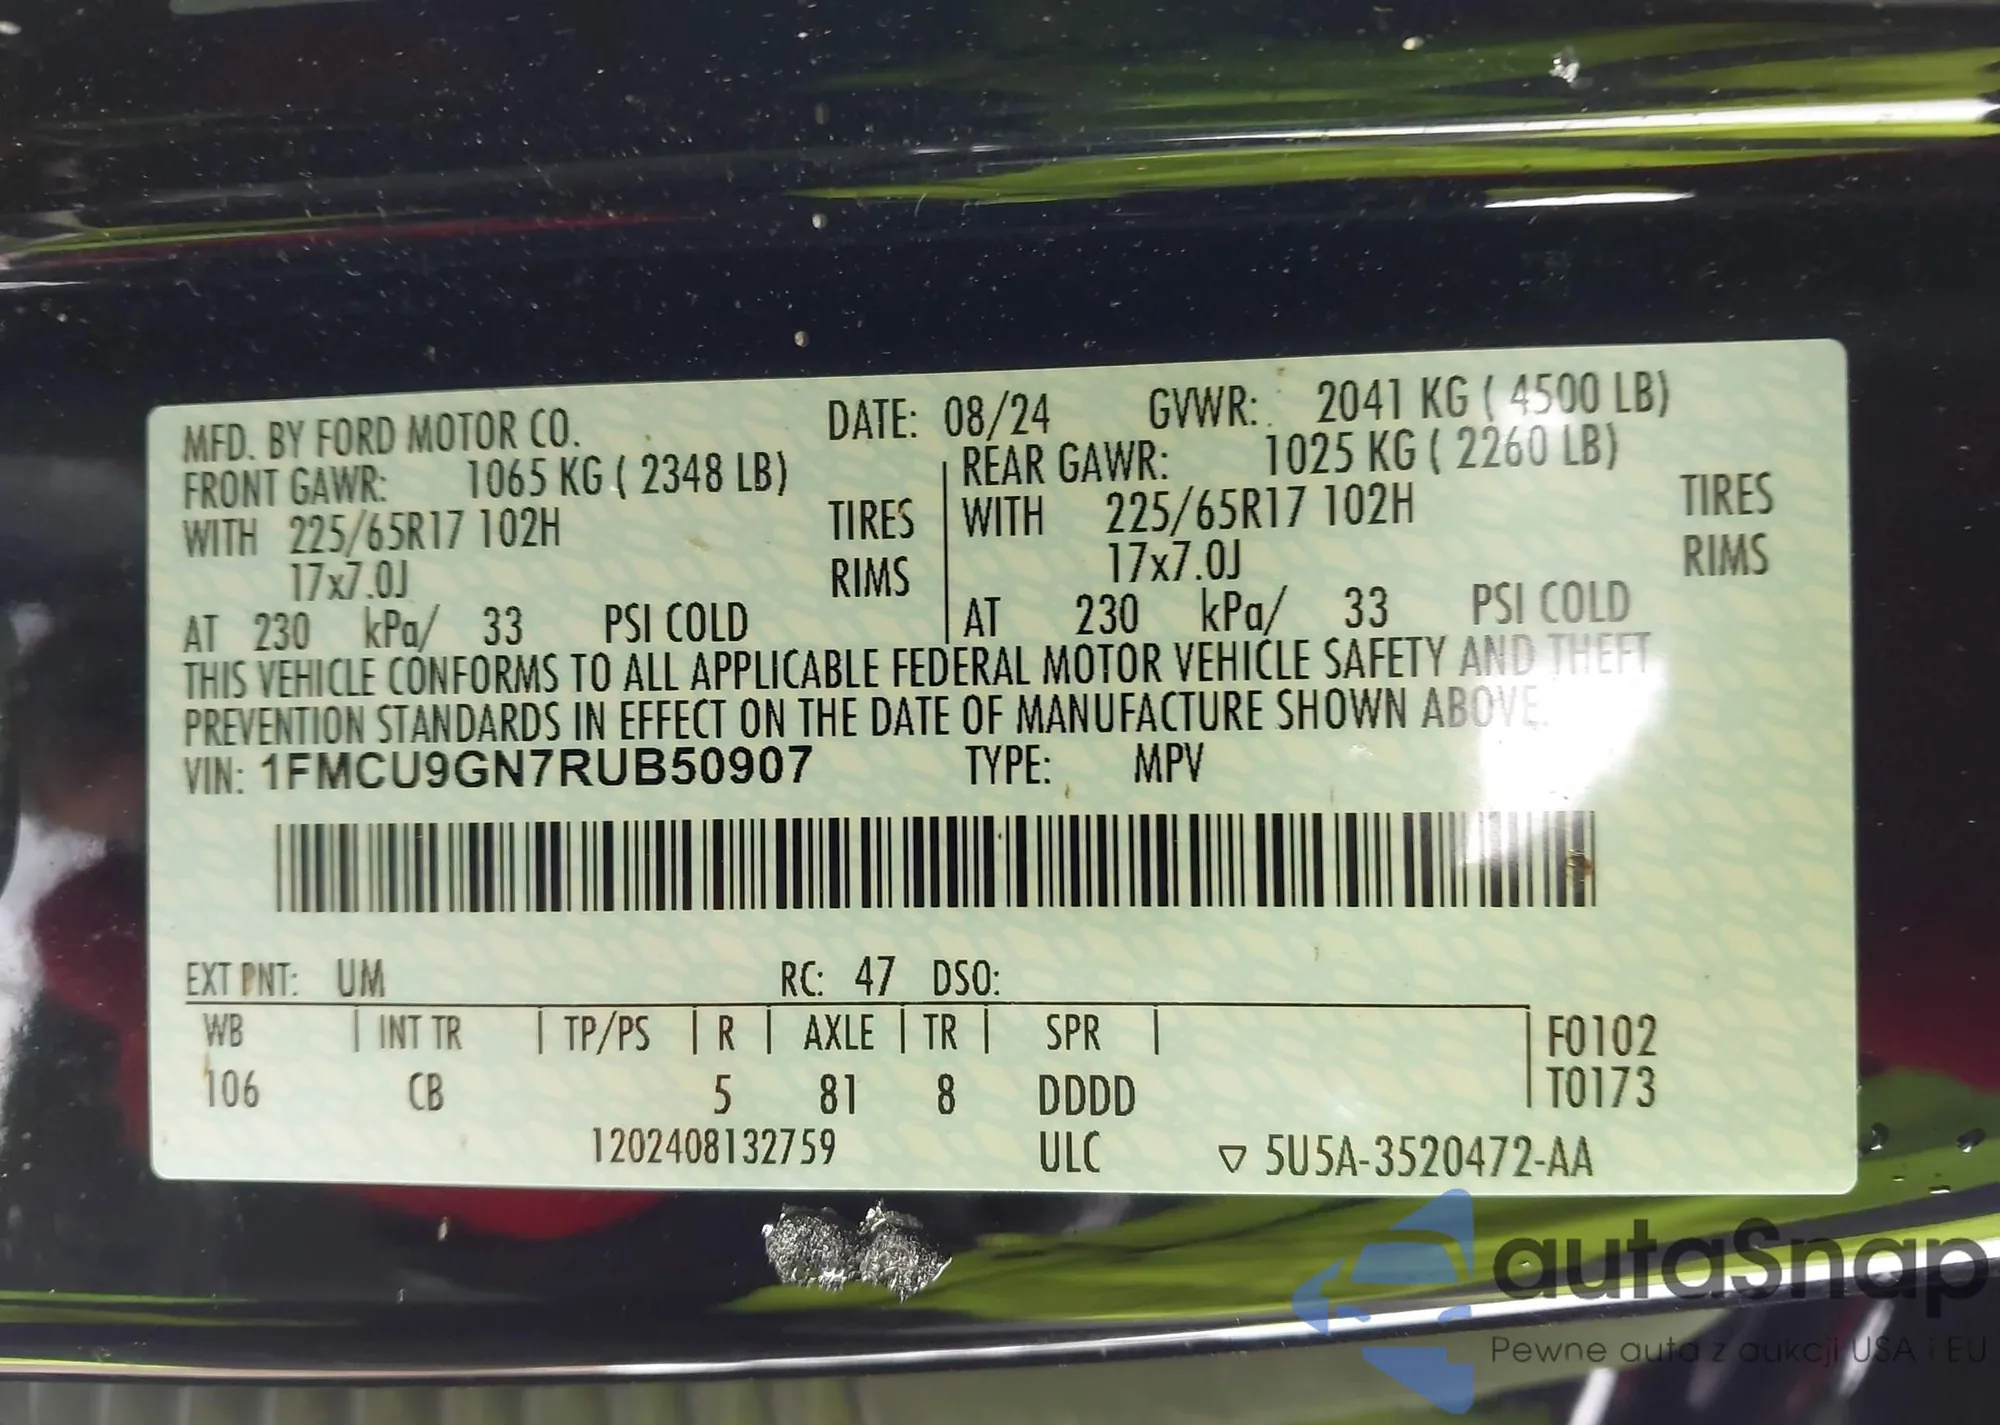 MFD. BY FORD MOTOR CO. DATE: 08/24 GVWR: 2041 KG ( 4500 LB)
FRONT GAWR: 1065 KG ( 2348 LB) REAR GAWR: 1025 KG ( 2260 LB)
WITH 225/65R17 102H TIRES WITH 225/65R17 102H TIRES
17x7.0J RIMS 17x7.0J RIMS
AT 230 kPa/ 33 PSI COLD AT 230 kPa/ 33 PSI COLD
THIS VEHICLE CONFORMS TO ALL APPLICABLE FEDERAL MOTOR VEHICLE SAFETY AND THEFT
PREVENTION STANDARDS IN EFFECT ON THE DATE OF MANUFACTURE SHOWN ABOVE.
VIN: 1FMCU9GN7RUB50907 TYPE: MPV
EXT PNT: UM RC: 47 DSO:
WB | INT TR | TP/PS | R | AXLE | TR | SPR | F0102
106 CB 5 81 8 DDDD T0173
1202408132759 ULC ▽ 5U5A-3520472-AA
autaSnap
Pewne auta z aukcji USA i EU